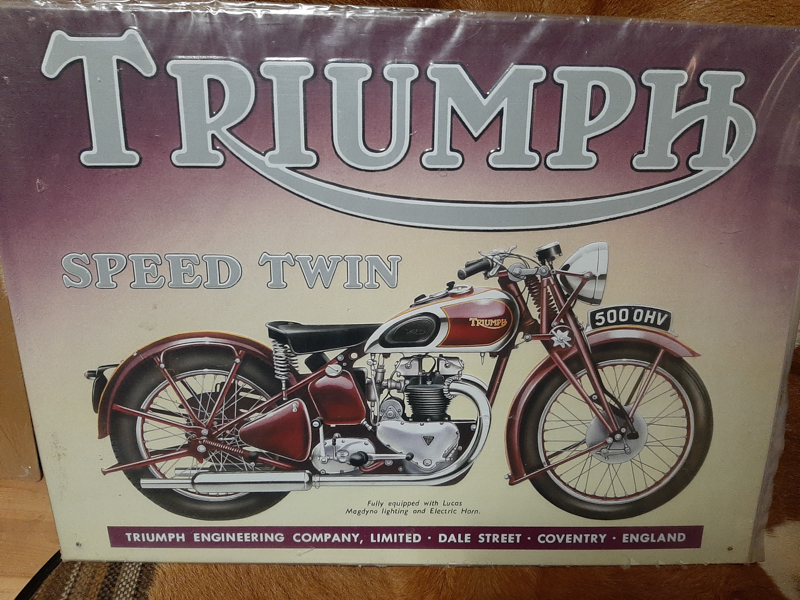 TRIUMPH
SPEED TWIN
TRIUMPH
500 OHV
Fully equipped with Lucas
Magdyno lighting and Electric Horn.
TRIUMPH ENGINEERING COMPANY, LIMITED · DALE STREET · COVENTRY · ENGLAND